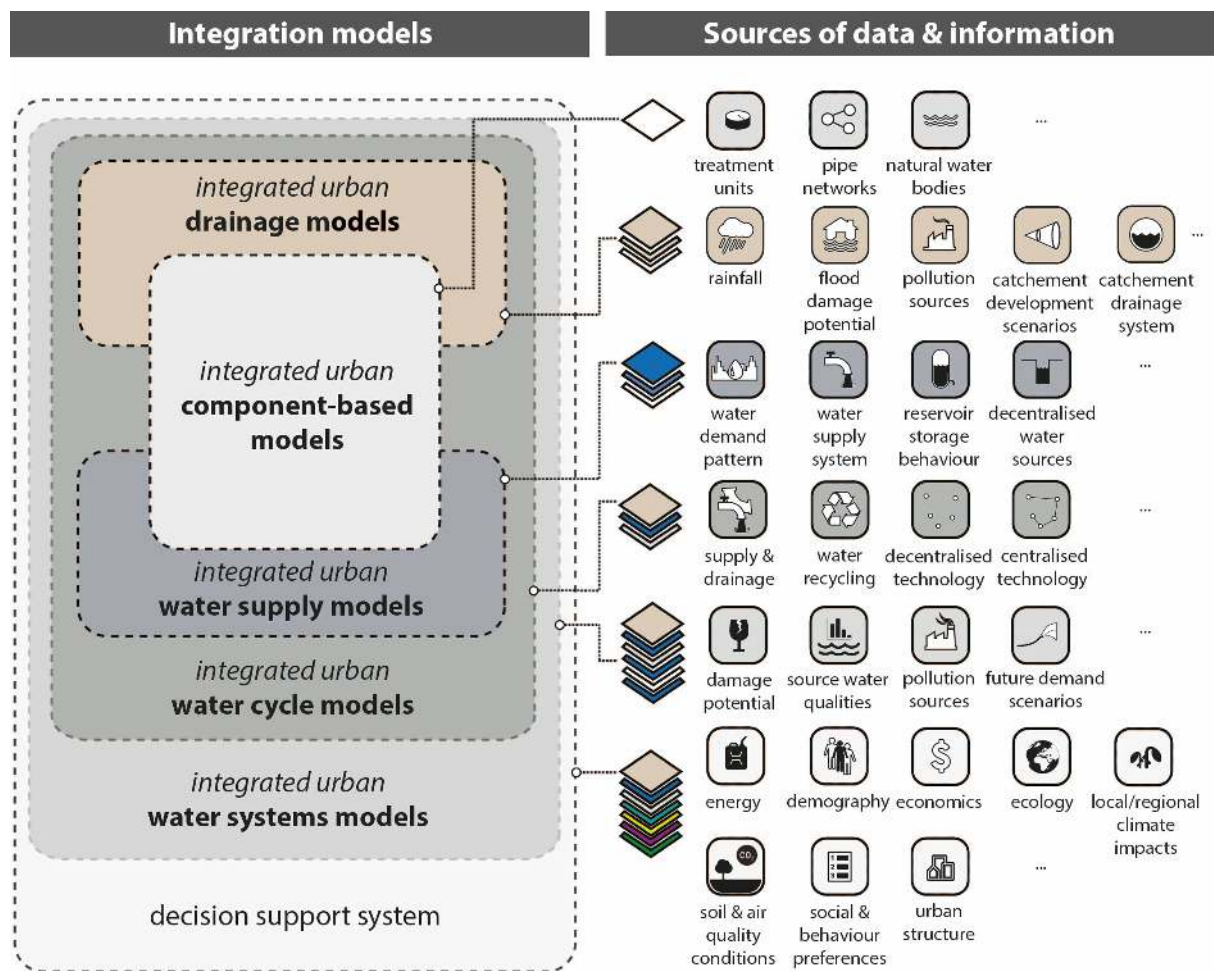 Integration models
Sources of data & information
integrated urban
drainage models
integrated urban
component-based
models
integrated urban
water supply models
integrated urban
water cycle models
integrated urban
water systems models
decision support system
treatment
units
pipe
networks
natural water
bodies
...
rainfall
flood
damage
potential
pollution
sources
catchement
development
scenarios
catchement
drainage
system
...
water
demand
pattern
water
supply
system
reservoir
storage
behaviour
decentralised
water
sources
...
supply &
drainage
water
recycling
decentralised
technology
centralised
technology
...
damage
potential
source water
qualities
pollution
sources
future demand
scenarios
...
energy
demography
$
economics
ecology
local/regional
climate
impacts
CO₂
soil & air
quality
conditions
1
2
3
social &
behaviour
preferences
urban
structure
...